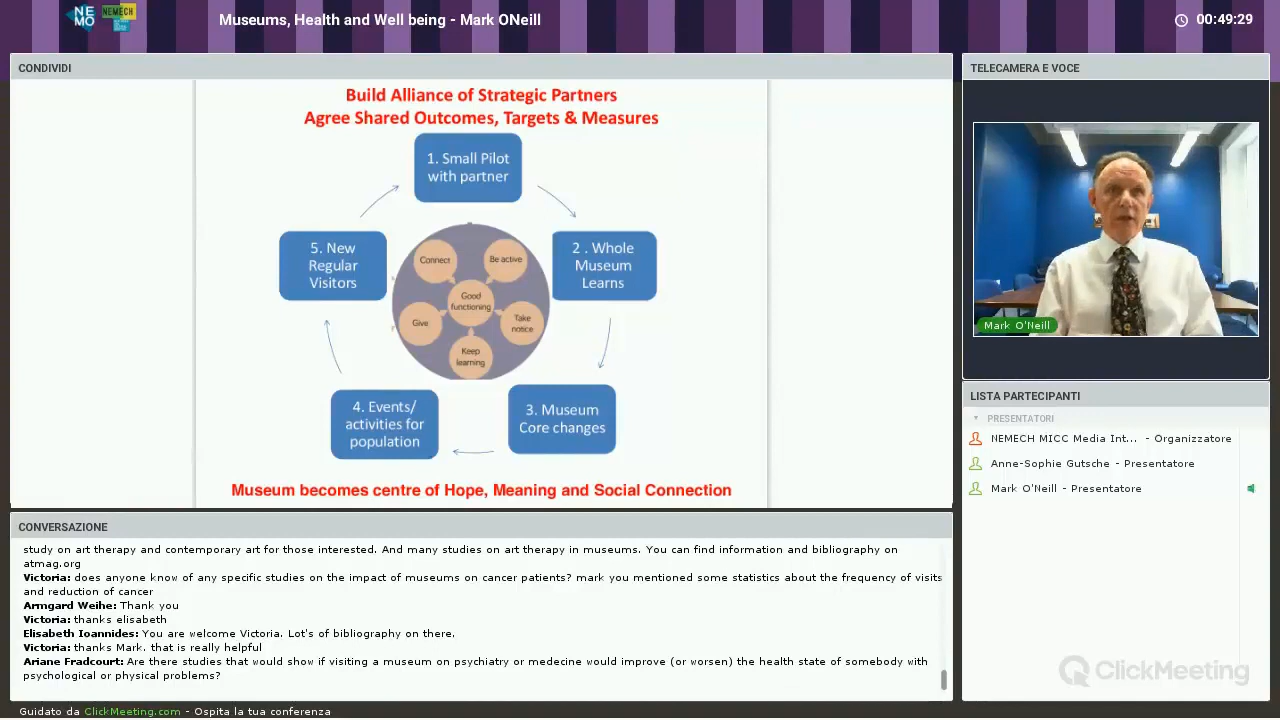 NE
MO
NEMECH
Museums, Health and Well being - Mark ONeill
00:49:29
CONDIVIDI
Build Alliance of Strategic Partners
Agree Shared Outcomes, Targets & Measures
1. Small Pilot
with partner
2 . Whole
Museum
Learns
3. Museum
Core changes
4. Events/
activities for
population
5. New
Regular
Visitors
Connect
Be active
Good
functioning
Give
Take
notice
Keep
learning
Museum becomes centre of Hope, Meaning and Social Connection
TELECAMERA E VOCE
Mark O'Neill
LISTA PARTECIPANTI
PRESENTATORI
NEMECH MICC Media Int... - Organizzatore
Anne-Sophie Gutsche - Presentatore
Mark O'Neill - Presentatore
CONVERSAZIONE
study on art therapy and contemporary art for those interested. And many studies on art therapy in museums. You can find information and bibliography on
atmag.org
Victoria: does anyone know of any specific studies on the impact of museums on cancer patients? mark you mentioned some statistics about the frequency of visits
and reduction of cancer
Armgard Weihe: Thank you
Victoria: thanks elisabeth
Elisabeth Ioannides: You are welcome Victoria. Lot's of bibliography on there.
Victoria: thanks Mark. that is really helpful
Ariane Fradcourt: Are there studies that would show if visiting a museum on psychiatry or medecine would improve (or worsen) the health state of somebody with
psychological or physical problems?
ClickMeeting
Guidato da ClickMeeting.com - Ospita la tua conferenza